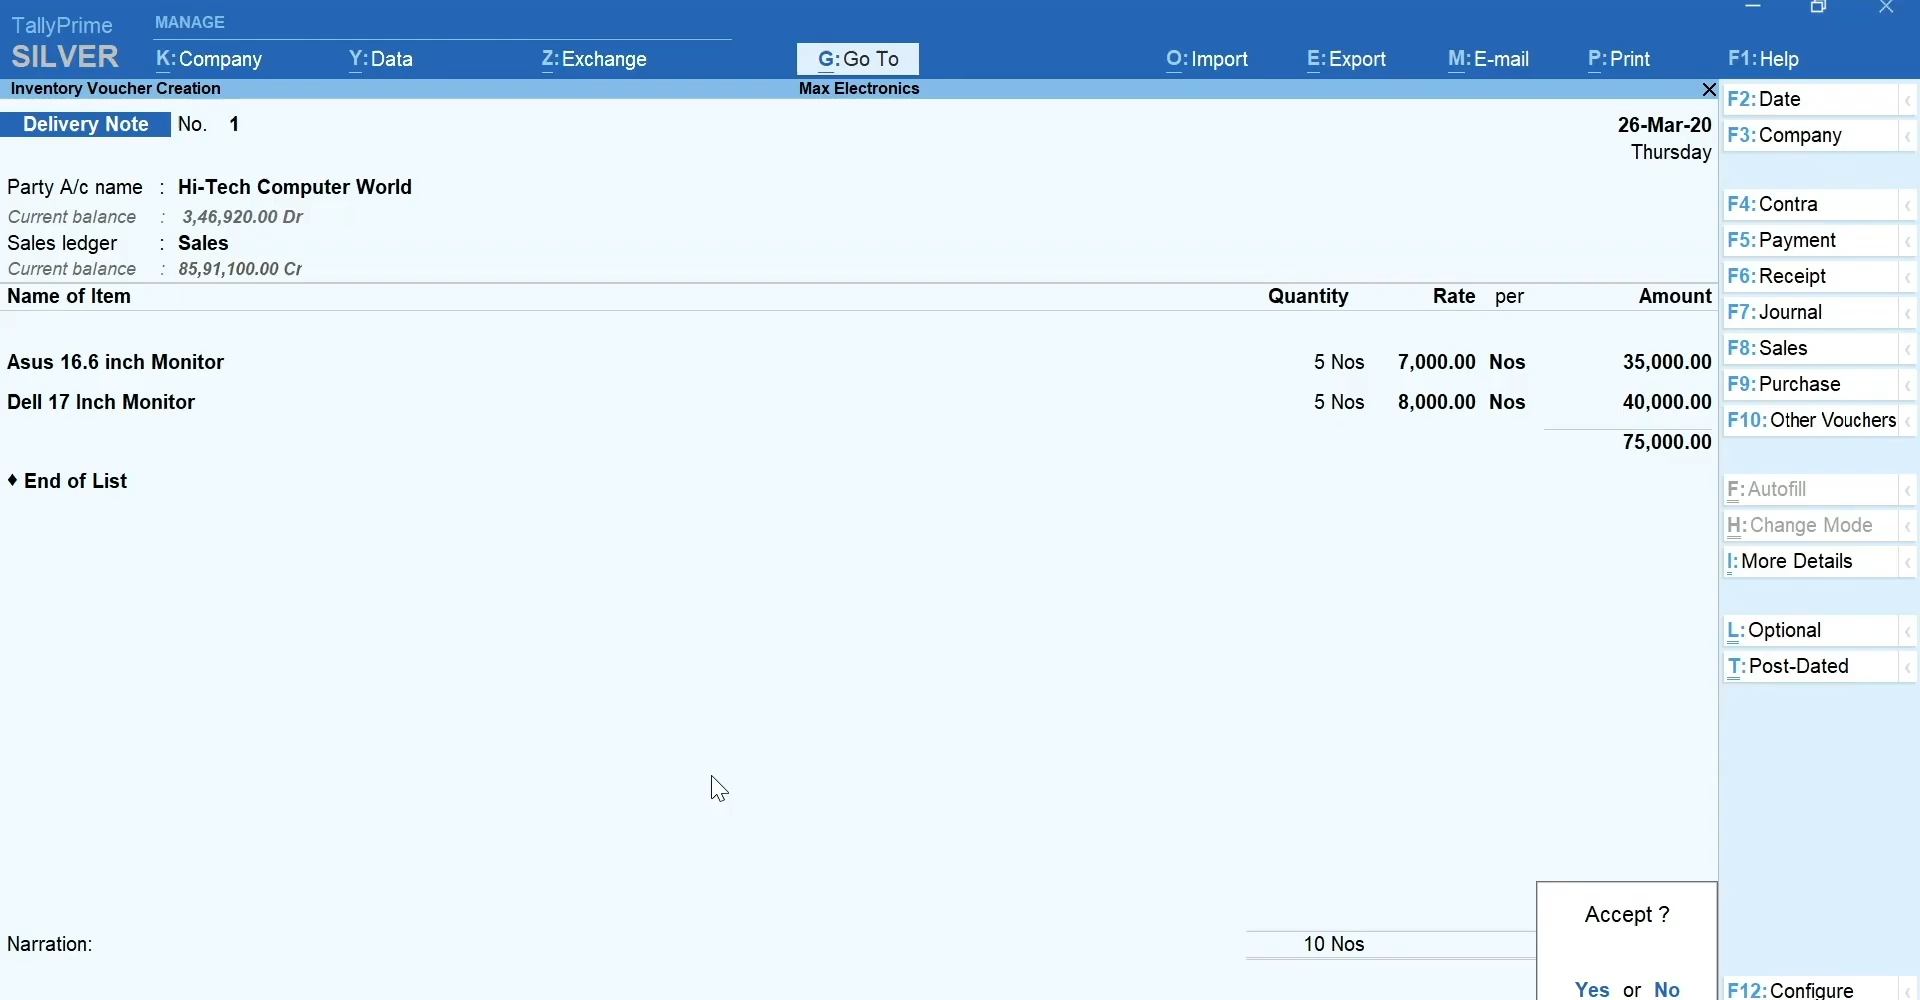 TallyPrime
MANAGE
SILVER
K: Company
Y: Data
Z: Exchange
G: Go To
O: Import
E: Export
M: E-mail
P: Print
F1: Help
Inventory Voucher Creation
Max Electronics
Delivery Note No. 1
26-Mar-20
Thursday
Party A/c name : Hi-Tech Computer World
Current balance : 3,46,920.00 Dr
Sales ledger : Sales
Current balance : 85,91,100.00 Cr
Name of Item Quantity Rate per Amount
Asus 16.6 inch Monitor 5 Nos 7,000.00 Nos 35,000.00
Dell 17 Inch Monitor 5 Nos 8,000.00 Nos 40,000.00
75,000.00
♦ End of List
Narration:
10 Nos
Accept ?
Yes or No
F2: Date
F3: Company
F4: Contra
F5: Payment
F6: Receipt
F7: Journal
F8: Sales
F9: Purchase
F10: Other Vouchers
F: Autofill
H: Change Mode
I: More Details
L: Optional
T: Post-Dated
F12: Configure